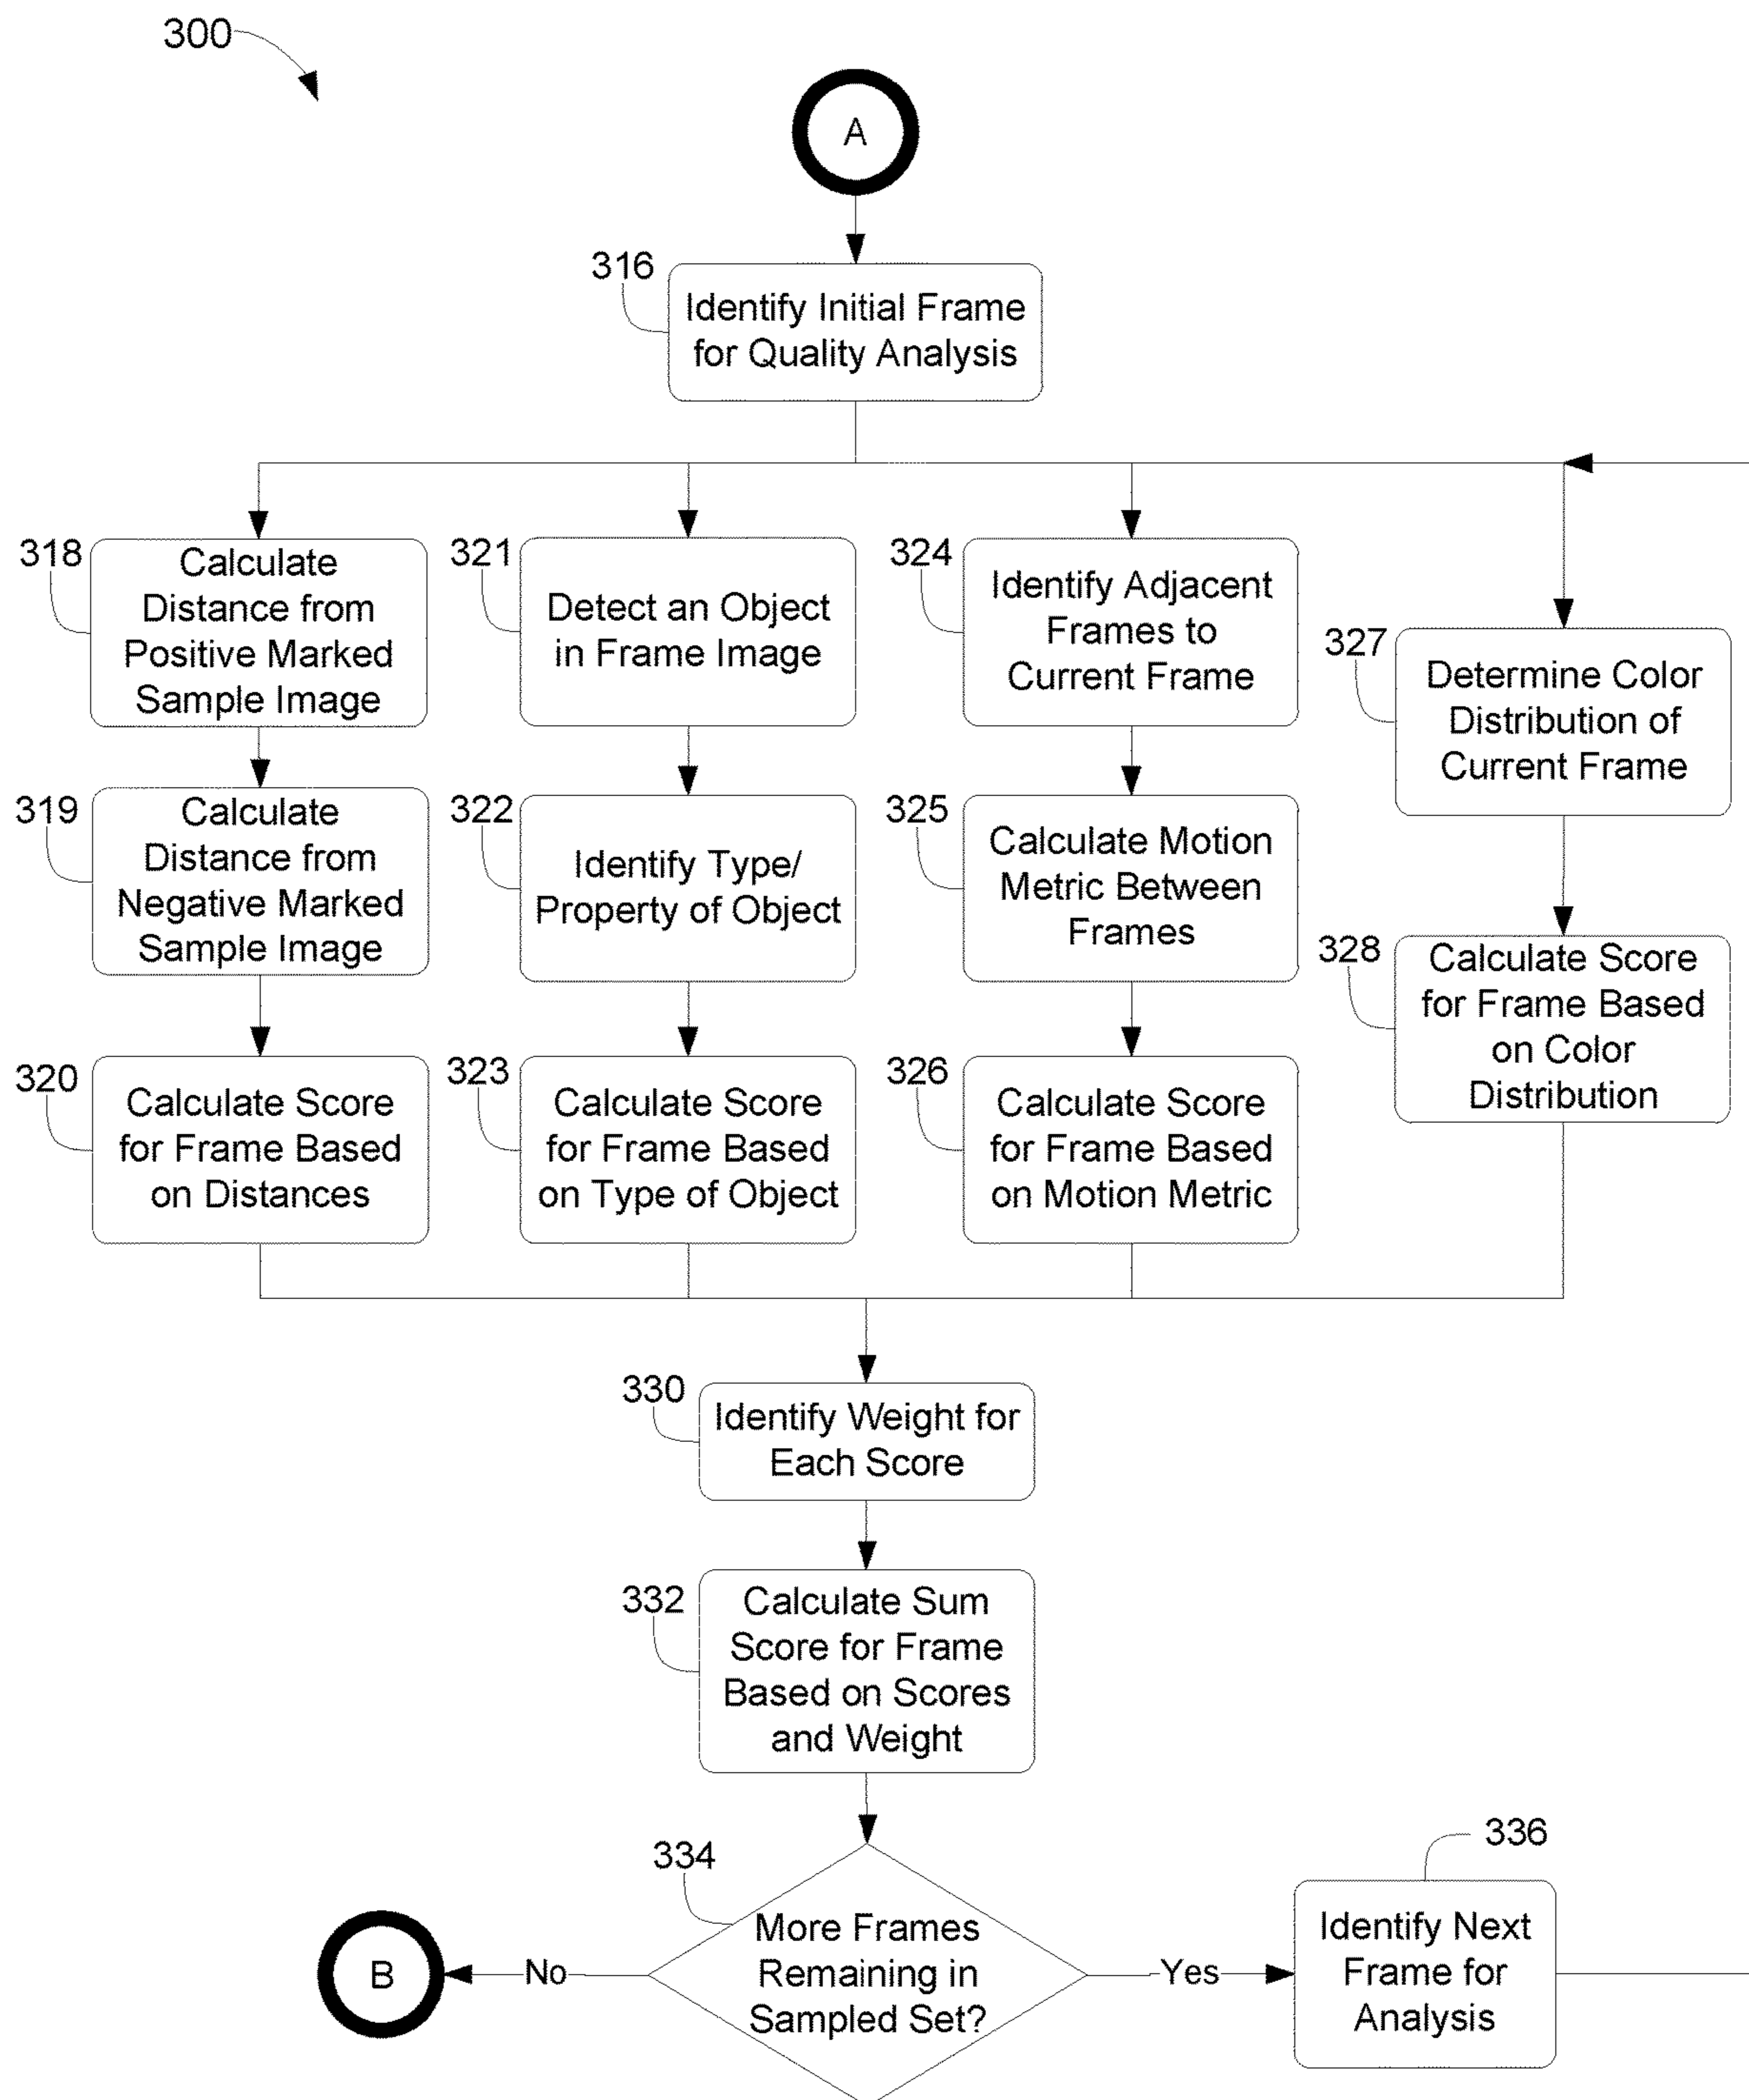 300
A
316
Identify Initial Frame
for Quality Analysis
318
Calculate
Distance from
Positive Marked
Sample Image
321
Detect an Object
in Frame Image
324
Identify Adjacent
Frames to
Current Frame
327
Determine Color
Distribution of
Current Frame
319
Calculate
Distance from
Negative Marked
Sample Image
322
Identify Type/
Property of Object
325
Calculate Motion
Metric Between
Frames
328
Calculate Score
for Frame Based
on Color
Distribution
320
Calculate Score
for Frame Based
on Distances
323
Calculate Score
for Frame Based
on Type of Object
326
Calculate Score
for Frame Based
on Motion Metric
330
Identify Weight for
Each Score
332
Calculate Sum
Score for Frame
Based on Scores
and Weight
334
More Frames
Remaining in
Sampled Set?
No
B
Yes
336
Identify Next
Frame for
Analysis